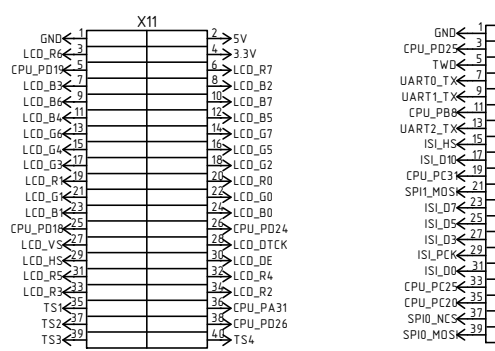 X11
GND 1 2 5V
LCD_R6 3 4 3.3V
CPU_PD19 5 6 LCD_R7
LCD_B3 7 8 LCD_B2
LCD_B6 9 10 LCD_B7
LCD_B4 11 12 LCD_B5
LCD_G6 13 14 LCD_G7
LCD_G4 15 16 LCD_G5
LCD_G3 17 18 LCD_G2
LCD_R1 19 20 LCD_R0
LCD_G1 21 22 LCD_G0
LCD_B1 23 24 LCD_B0
CPU_PD18 25 26 CPU_PD24
LCD_VS 27 28 LCD_DTCK
LCD_HS 29 30 LCD_DE
LCD_R5 31 32 LCD_R4
LCD_R3 33 34 LCD_R2
TS1 35 36 CPU_PA31
TS2 37 38 CPU_PD26
TS3 39 40 TS4
GND 1
CPU_PD25 3
TWD 5
UART0_TX 7
UART1_TX 9
CPU_PB8 11
UART2_TX 13
ISI_HS 15
ISI_D10 17
CPU_PC31 19
SPI1_MOSI 21
ISI_D7 23
ISI_D5 25
ISI_D3 27
ISI_PCK 29
ISI_D0 31
CPU_PC25 33
CPU_PC20 35
SPI0_NCS 37
SPI0_MOSI 39